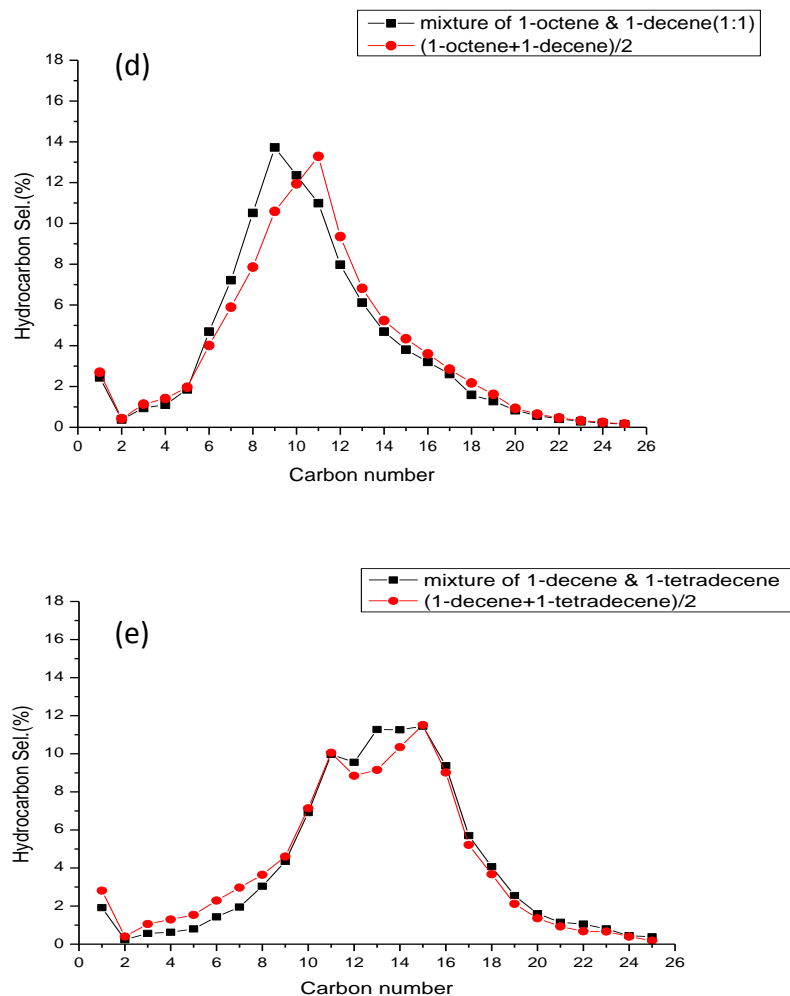 mixture of 1-octene & 1-decene(1:1)
(1-octene+1-decene)/2
(d)
18
16
14
12
10
8
6
4
2
0
Hydrocarbon Sel.(%)
0 2 4 6 8 10 12 14 16 18 20 22 24 26
Carbon number
mixture of 1-decene & 1-tetradecene
(1-decene+1-tetradecene)/2
(e)
18
16
14
12
10
8
6
4
2
0
Hydrocarbon Sel.(%)
0 2 4 6 8 10 12 14 16 18 20 22 24 26
Carbon number